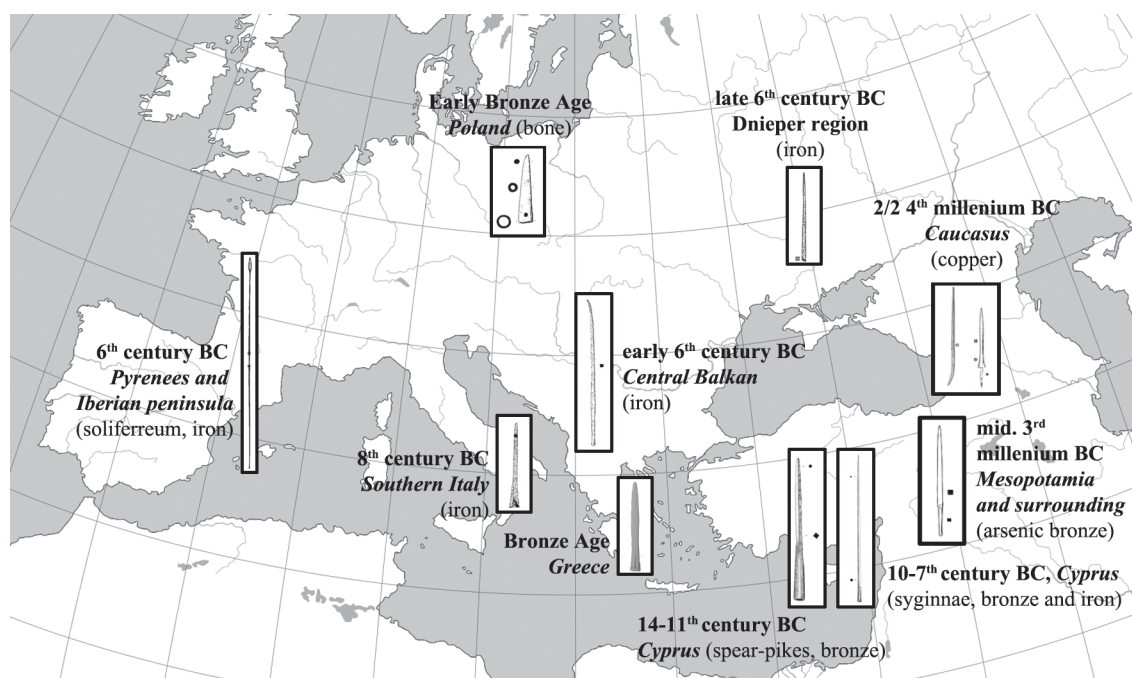 Early Bronze Age
Poland (bone)
late 6th century BC
Dnieper region
(iron)
2/2 4th millenium BC
Caucasus
(copper)
6th century BC
Pyrenees and
Iberian peninsula
(soliferreum, iron)
early 6th century BC
Central Balkan
(iron)
8th century BC
Southern Italy
(iron)
Bronze Age
Greece
mid. 3rd
millenium BC
Mesopotamia
and surrounding
(arsenic bronze)
10-7th century BC, Cyprus
(syginnae, bronze and iron)
14-11th century BC
Cyprus (spear-pikes, bronze)